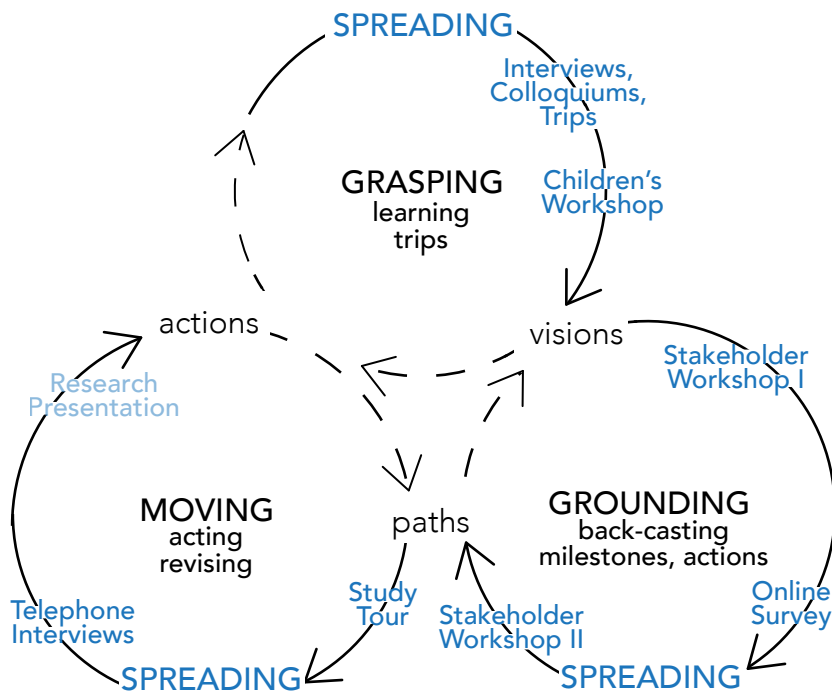 SPREADING
Interviews,
Colloquiums,
Trips
GRASPING
learning
trips
Children's
Workshop
actions
visions
Research
Presentation
Stakeholder
Workshop I
MOVING
acting
revising
paths
GROUNDING
back-casting
milestones, actions
Telephone
Interviews
Study
Tour
Stakeholder
Workshop II
Online
Survey
SPREADING
SPREADING